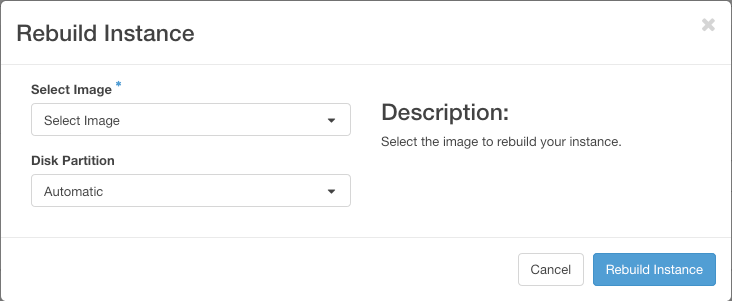 Rebuild Instance
Select Image *
Select Image
Disk Partition
Automatic
Description:
Select the image to rebuild your instance.
Cancel
Rebuild Instance